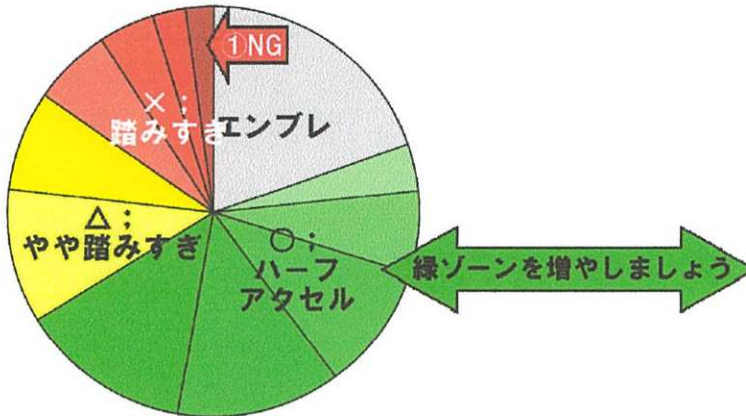 ①NG
×；
踏みすぎ
エンブレ
△；
やや踏みすぎ
○；
ハーフ
アクセル
緑ゾーンを増やしましょう